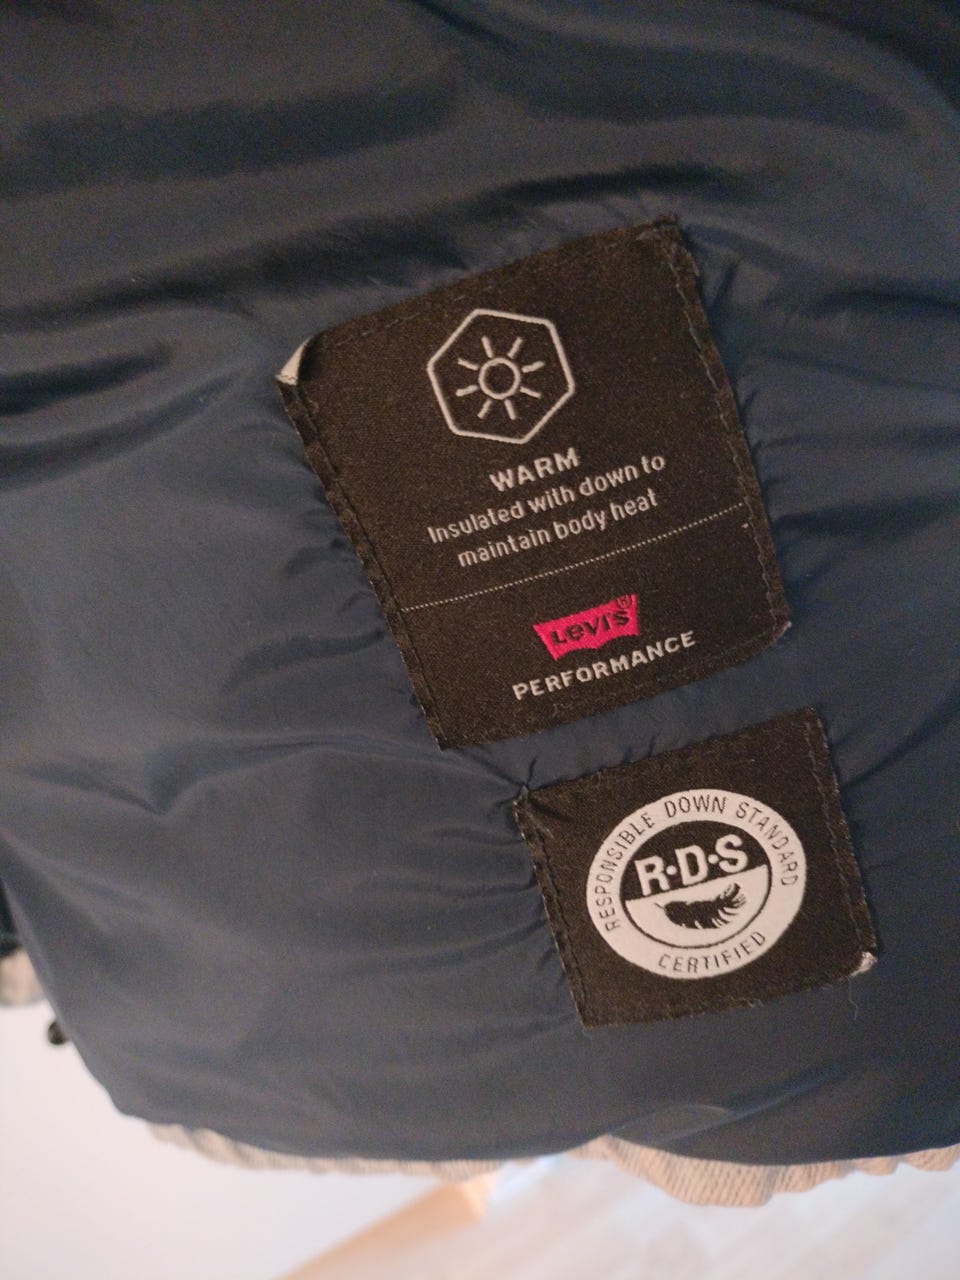 WARM
Insulated with down to
maintain body heat
Levi's®
PERFORMANCE
RESPONSIBLE DOWN STANDARD
R·D·S
CERTIFIED